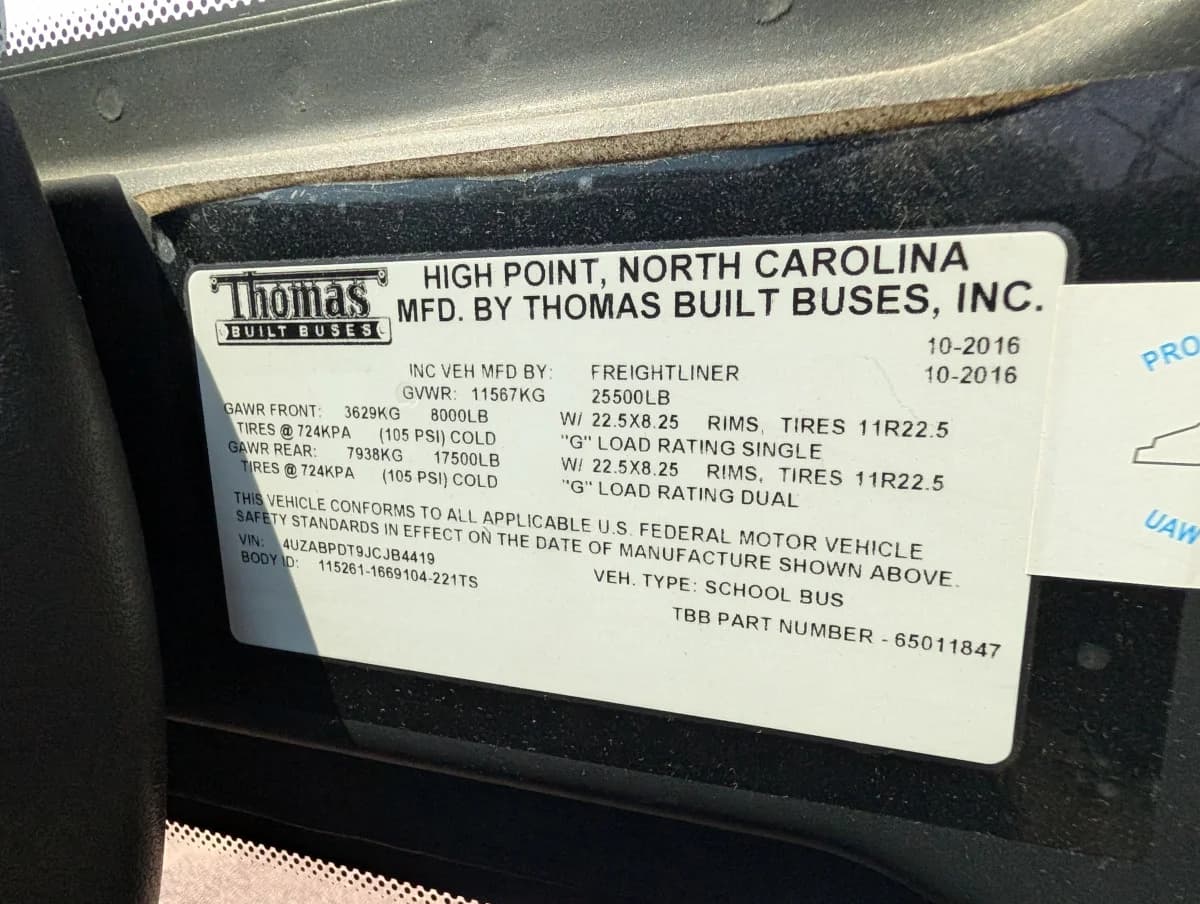 Thomas
BUILT BUSES
HIGH POINT, NORTH CAROLINA
MFD. BY THOMAS BUILT BUSES, INC.
10-2016
INC VEH MFD BY: FREIGHTLINER 10-2016
GVWR: 11567KG 25500LB
GAWR FRONT: 3629KG 8000LB W/ 22.5X8.25 RIMS, TIRES 11R22.5
TIRES @ 724KPA (105 PSI) COLD "G" LOAD RATING SINGLE
GAWR REAR: 7938KG 17500LB W/ 22.5X8.25 RIMS, TIRES 11R22.5
TIRES @ 724KPA (105 PSI) COLD "G" LOAD RATING DUAL
THIS VEHICLE CONFORMS TO ALL APPLICABLE U.S. FEDERAL MOTOR VEHICLE
SAFETY STANDARDS IN EFFECT ON THE DATE OF MANUFACTURE SHOWN ABOVE.
VIN: 4UZABPDT9JCJB4419
BODY ID: 115261-1669104-221TS VEH. TYPE: SCHOOL BUS
TBB PART NUMBER - 65011847
PRO
UAW